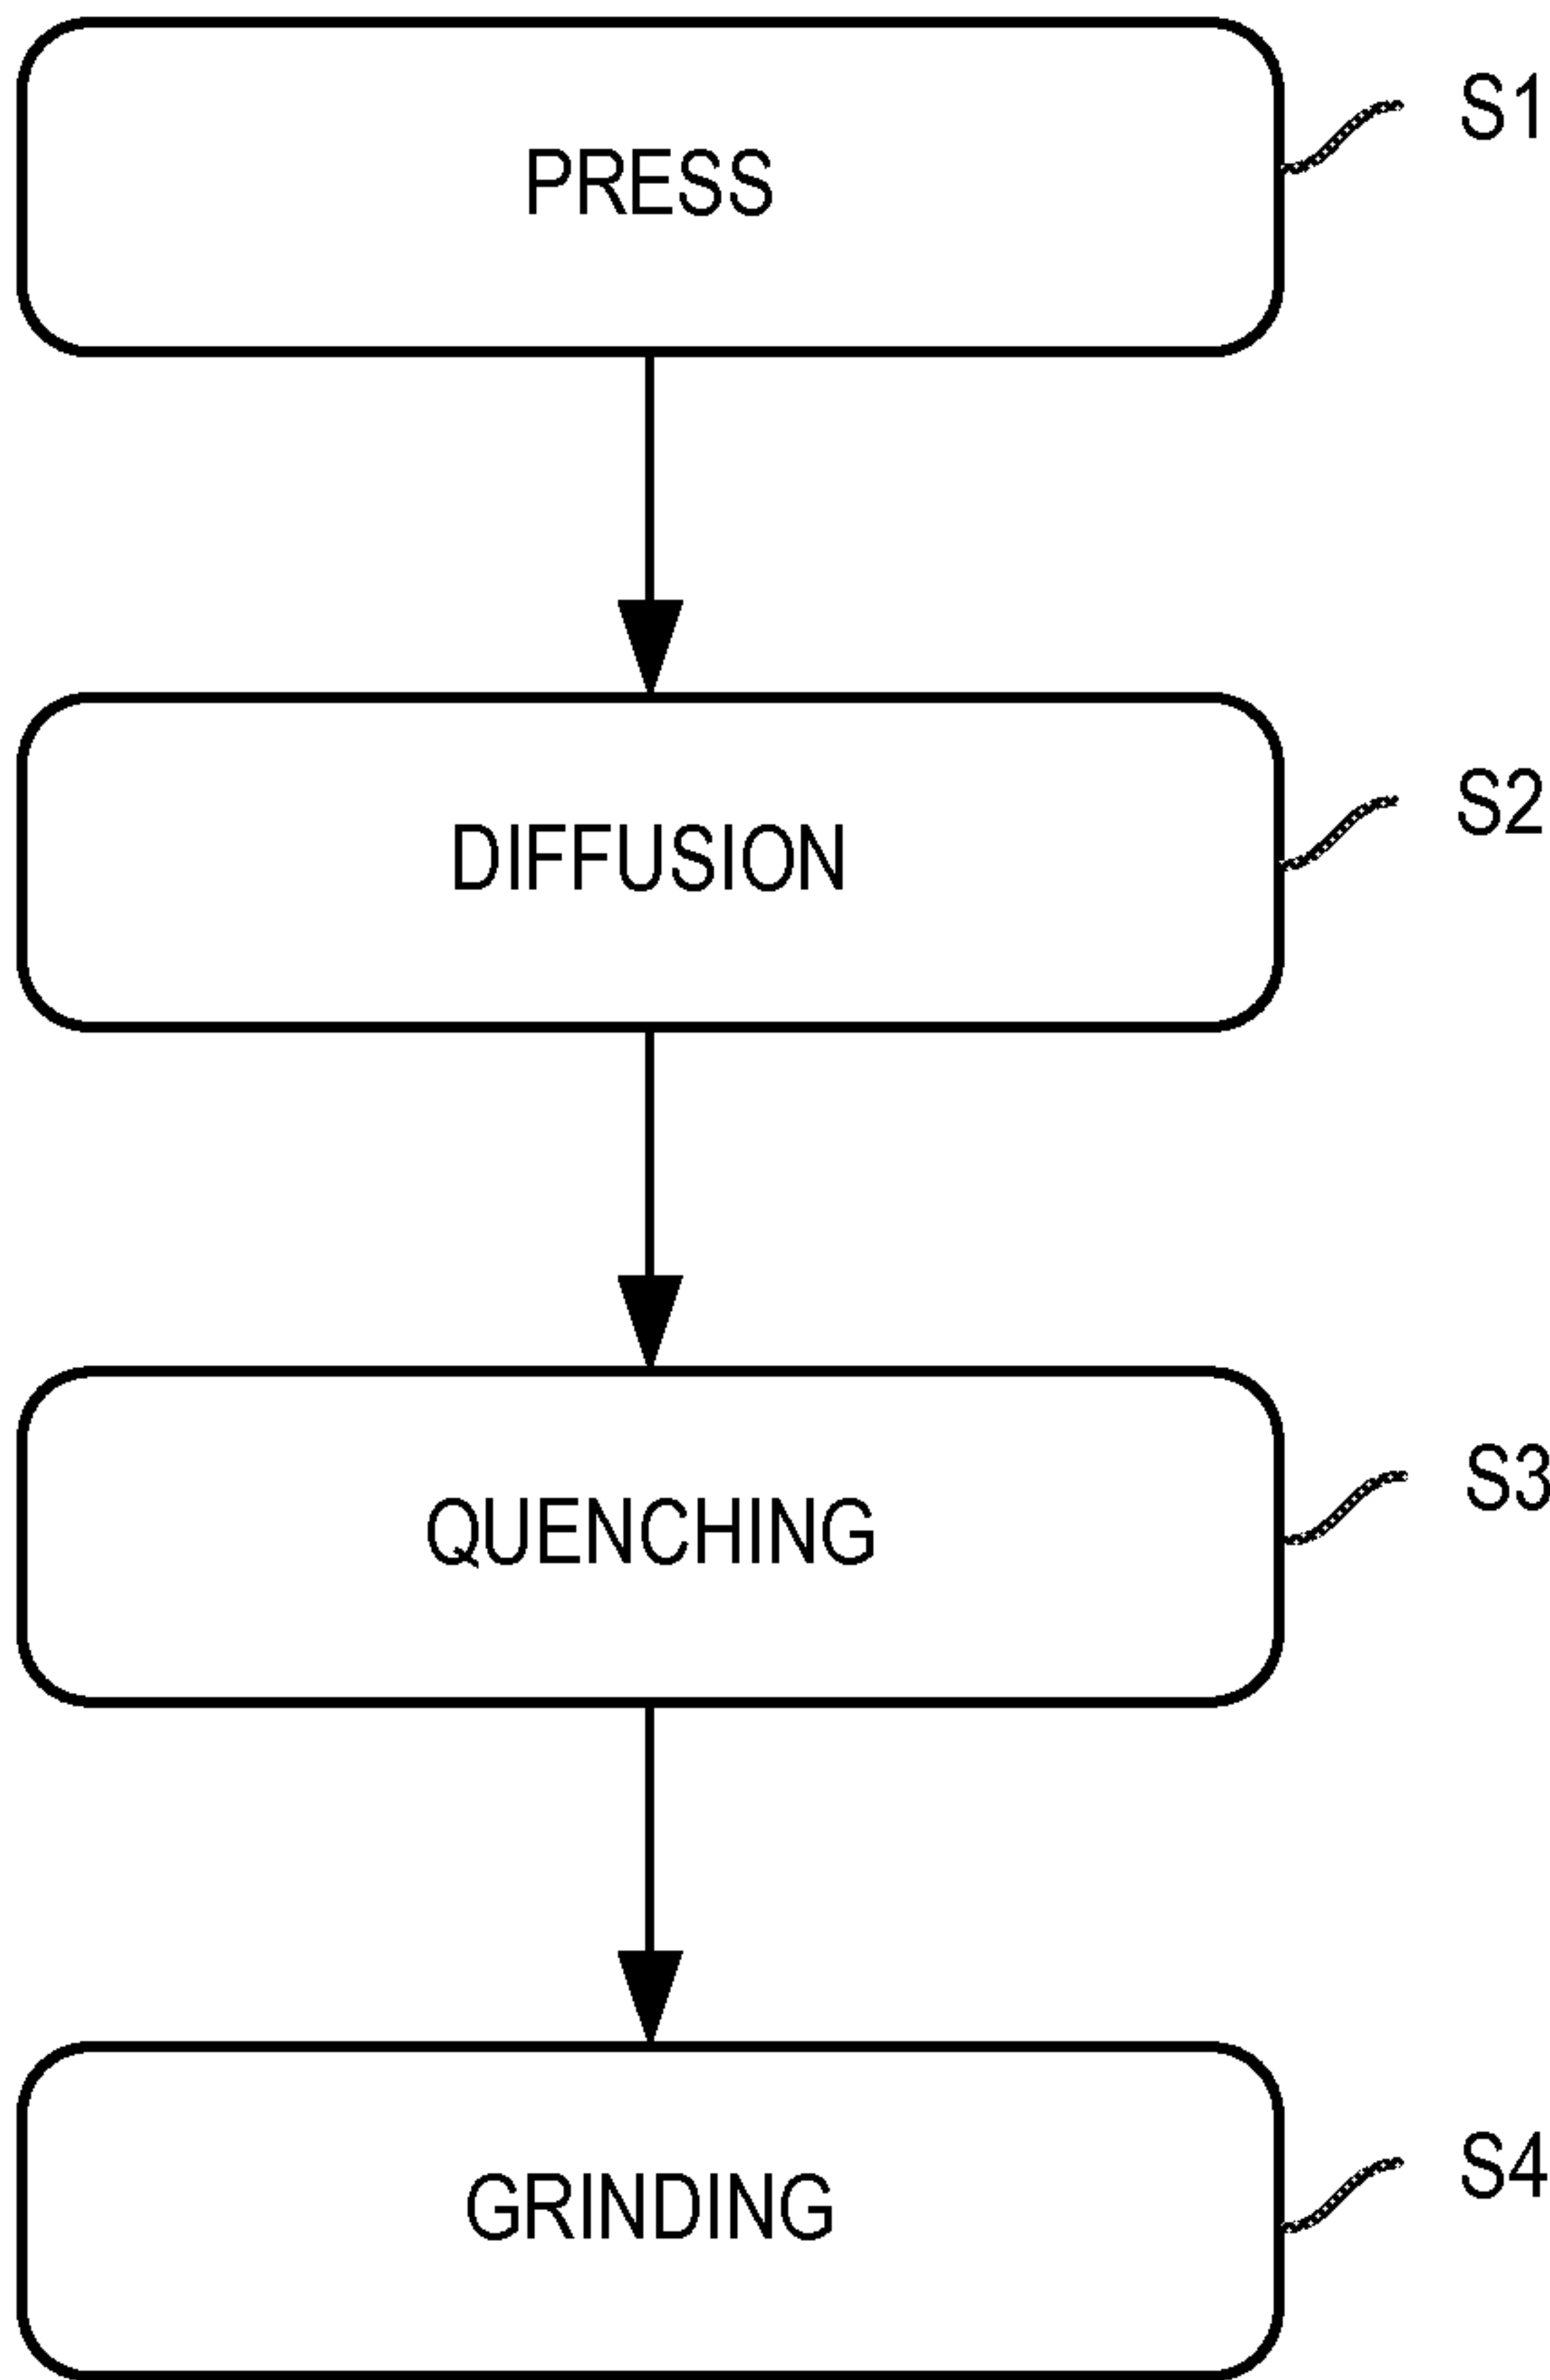 PRESS
S1
DIFFUSION
S2
QUENCHING
S3
GRINDING
S4